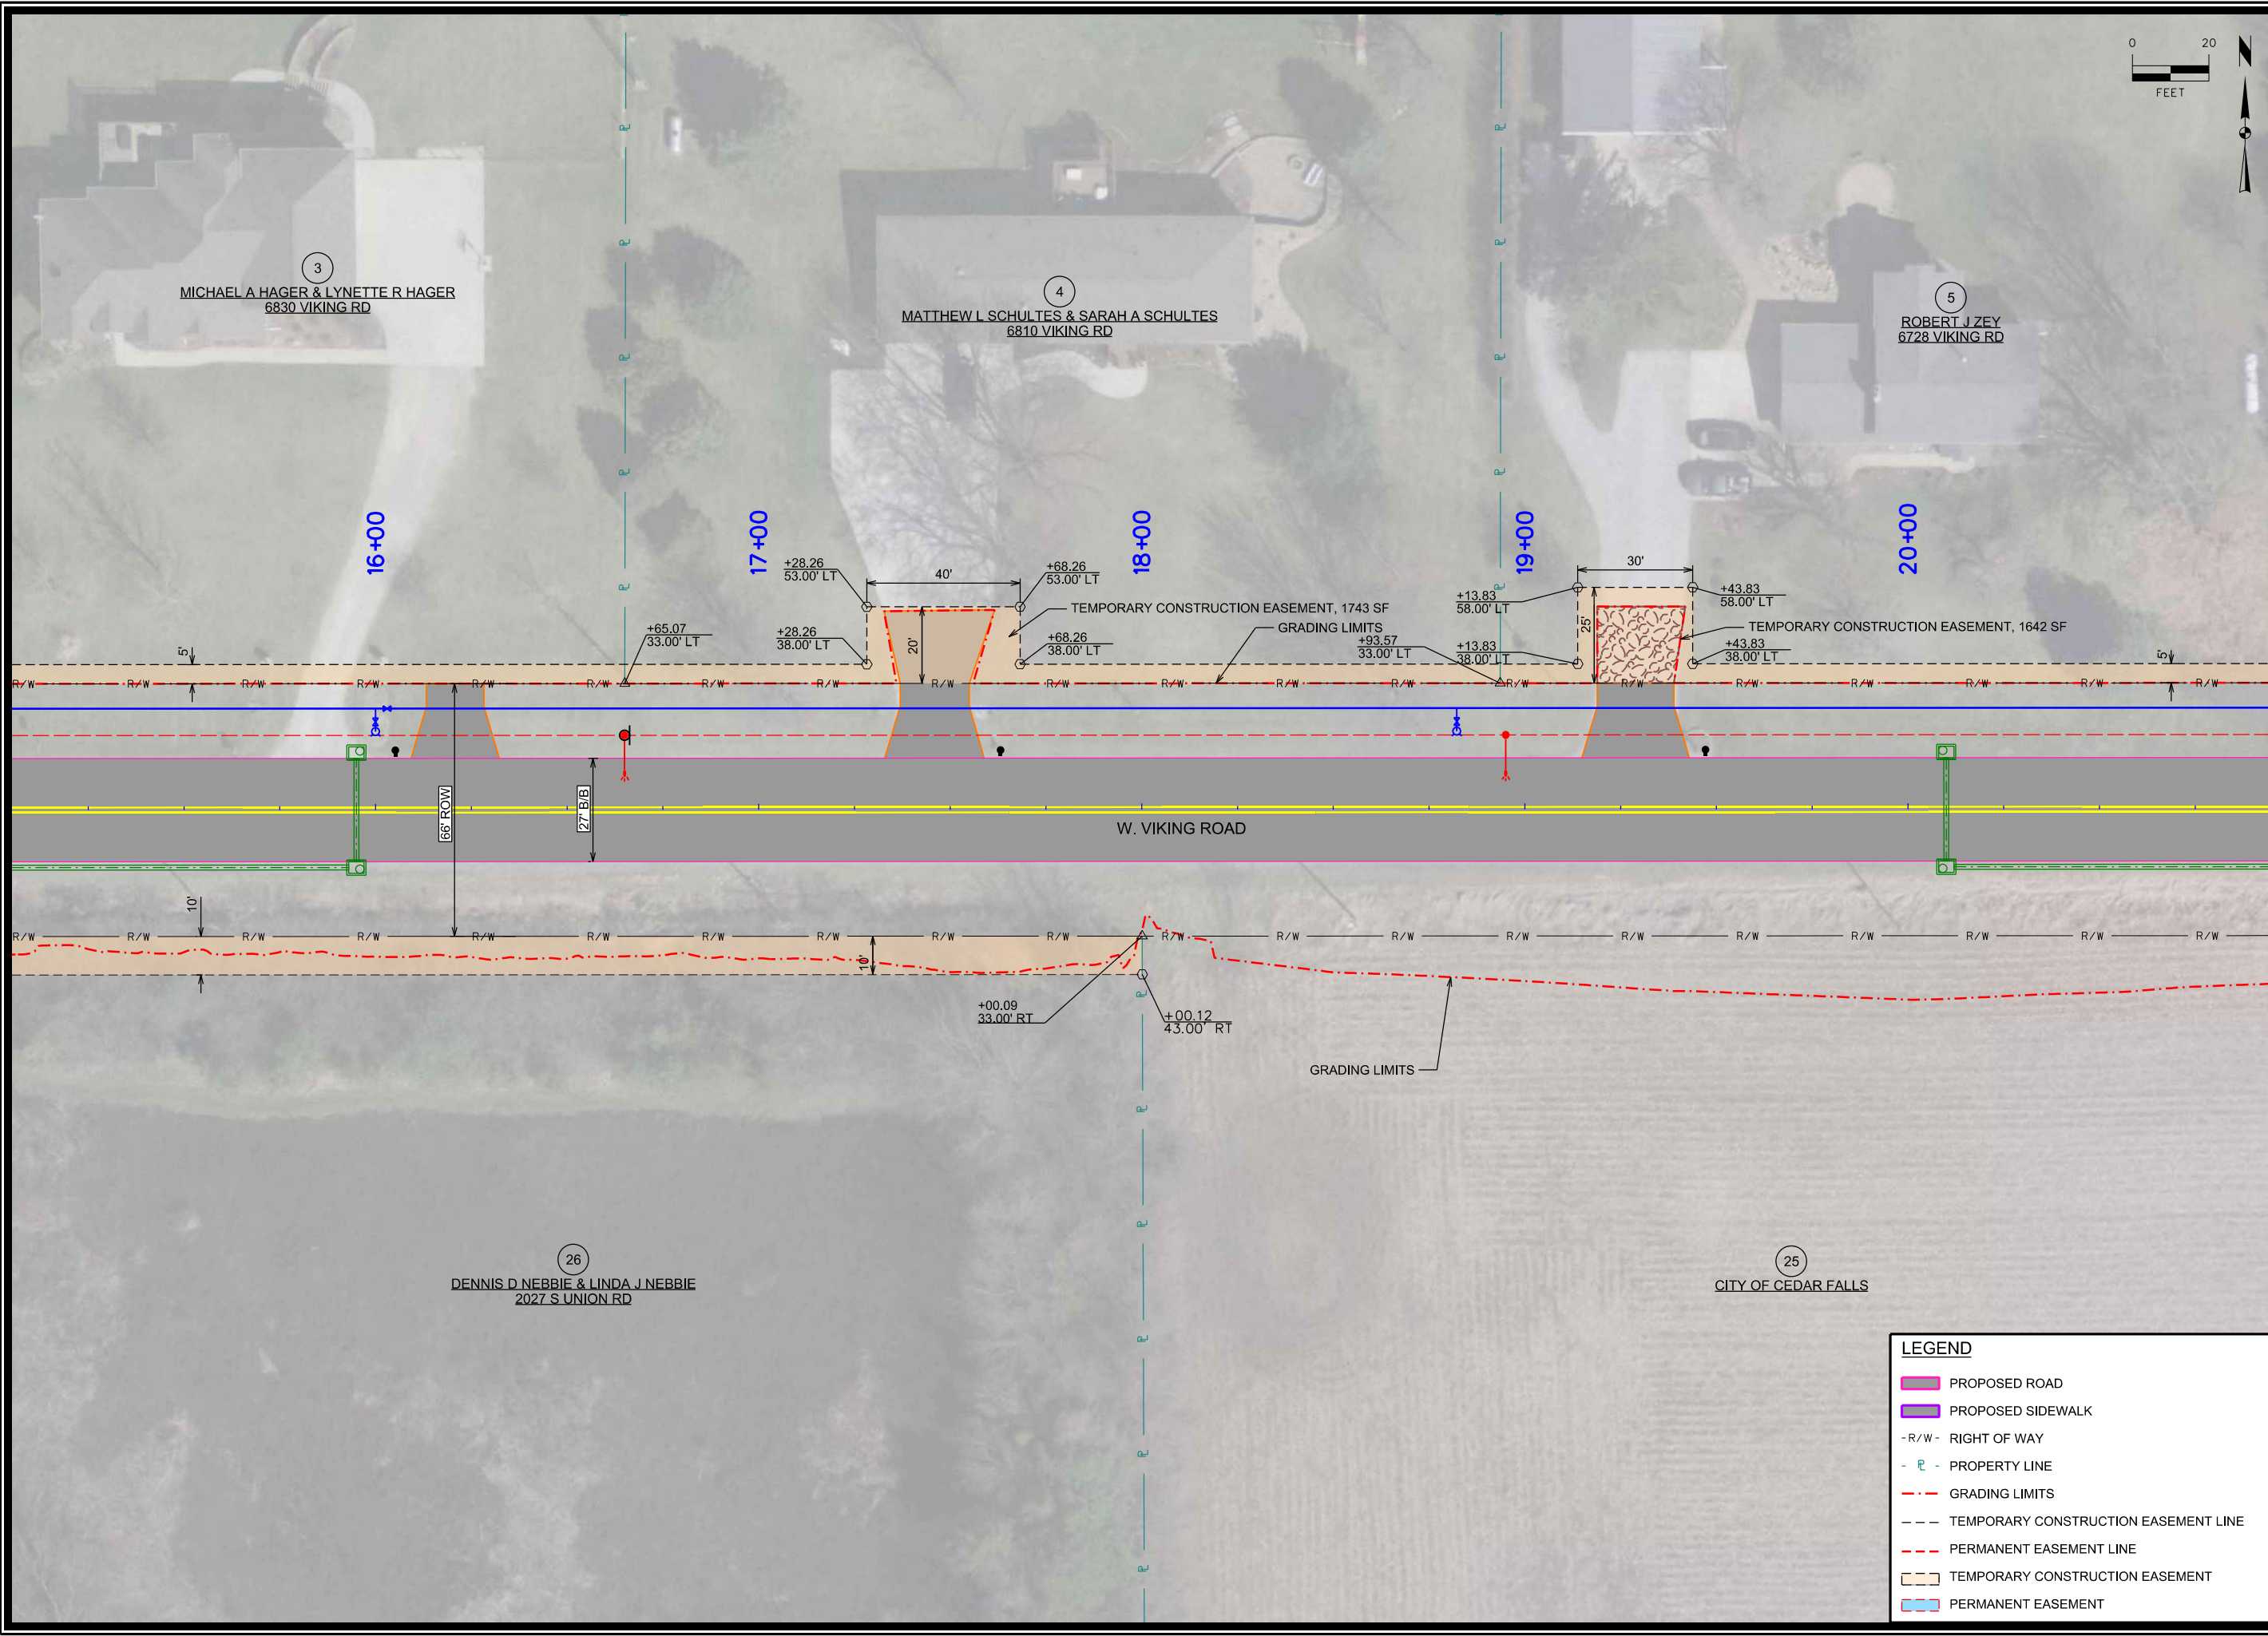 0 20
N
FEET
3
MICHAEL A HAGER & LYNETTE R HAGER
6830 VIKING RD
4
MATTHEW L SCHULTES & SARAH A SCHULTES
6810 VIKING RD
5
ROBERT J ZEY
6728 VIKING RD
16+00
17+00
18+00
19+00
20+00
+28.26
53.00' LT
40'
+68.26
53.00' LT
+13.83
58.00' LT
30'
+43.83
58.00' LT
TEMPORARY CONSTRUCTION EASEMENT, 1743 SF
GRADING LIMITS
TEMPORARY CONSTRUCTION EASEMENT, 1642 SF
+65.07
33.00' LT
+28.26
38.00' LT
20'
+68.26
38.00' LT
+93.57
33.00' LT
+13.83
38.00' LT
25'
+43.83
38.00' LT
5'
5'
R/W R/W R/W R/W R/W R/W R/W R/W R/W R/W R/W R/W R/W R/W R/W R/W R/W R/W R/W R/W
66' ROW
27' B/B
W. VIKING ROAD
10'
R/W R/W R/W R/W R/W R/W R/W R/W R/W R/W R/W R/W R/W R/W R/W R/W R/W R/W R/W R/W
10'
+00.09
33.00' RT
+00.12
43.00' RT
GRADING LIMITS
26
DENNIS D NEBBIE & LINDA J NEBBIE
2027 S UNION RD
25
CITY OF CEDAR FALLS
LEGEND
PROPOSED ROAD
PROPOSED SIDEWALK
-R/W- RIGHT OF WAY
- PL - PROPERTY LINE
GRADING LIMITS
TEMPORARY CONSTRUCTION EASEMENT LINE
PERMANENT EASEMENT LINE
TEMPORARY CONSTRUCTION EASEMENT
PERMANENT EASEMENT